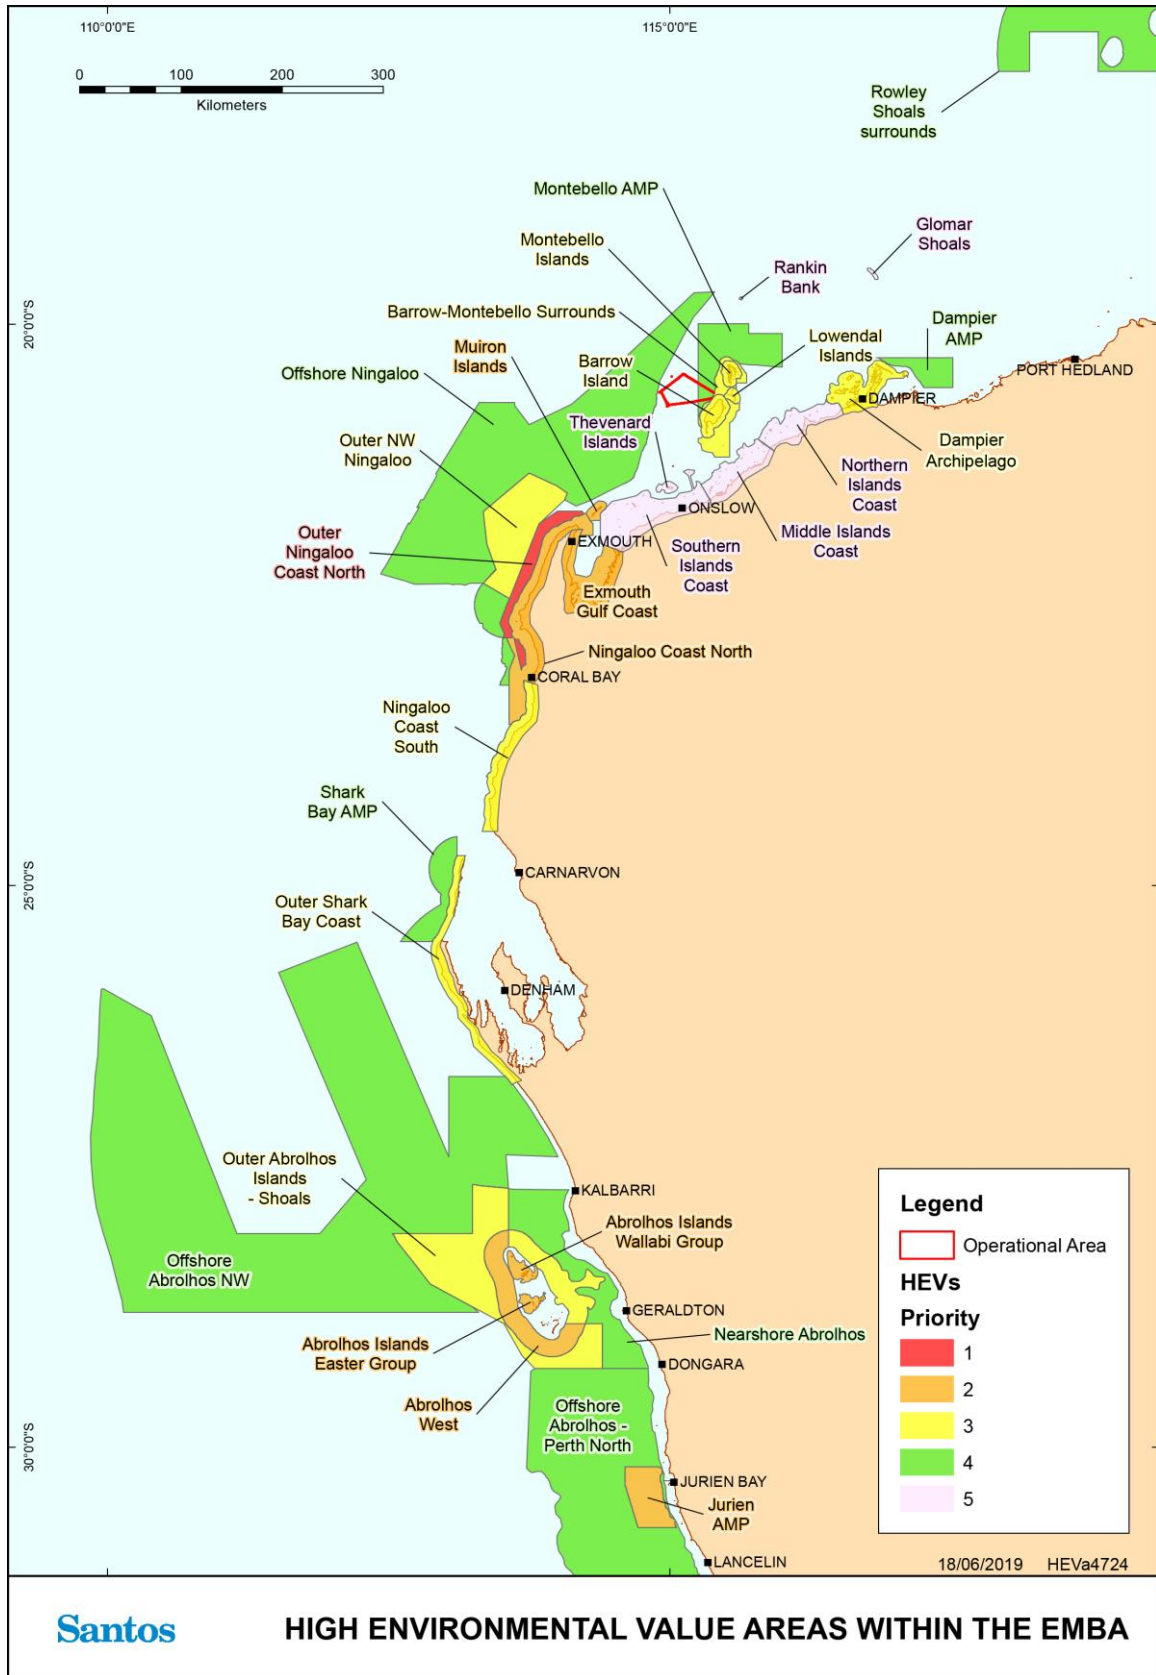 110°0'0"E
115°0'0"E
0
100
200
300
Kilometers
Rowley
Shoals
surrounds
Montebello AMP
Glomar
Shoals
Montebello
Islands
Rankin
Bank
20°0'0"S
Barrow-Montebello Surrounds
Dampier
AMP
Muiron
Islands
Lowendal
Islands
Barrow
Island
PORT HEDLAND
Offshore Ningaloo
DAMPIER
Thevenard
Islands
Outer NW
Ningaloo
Dampier
Archipelago
Northern
Islands
Coast
ONSLOW
Middle Islands
Coast
Outer
Ningaloo
Coast North
EXMOUTH
Southern
Islands
Coast
Exmouth
Gulf Coast
Ningaloo Coast North
CORAL BAY
Ningaloo
Coast
South
Shark
Bay AMP
25°0'0"S
CARNARVON
Outer Shark
Bay Coast
DENHAM
Outer Abrolhos
Islands
- Shoals
KALBARRI
Abrolhos Islands
Wallabi Group
Offshore
Abrolhos NW
GERALDTON
Nearshore Abrolhos
Abrolhos Islands
Easter Group
DONGARA
Abrolhos
West
Offshore
Abrolhos -
Perth North
30°0'0"S
JURIEN BAY
Jurien
AMP
LANCELIN
Legend
Operational Area
HEVs
Priority
1
2
3
4
5
18/06/2019 HEVa4724
Santos
HIGH ENVIRONMENTAL VALUE AREAS WITHIN THE EMBA